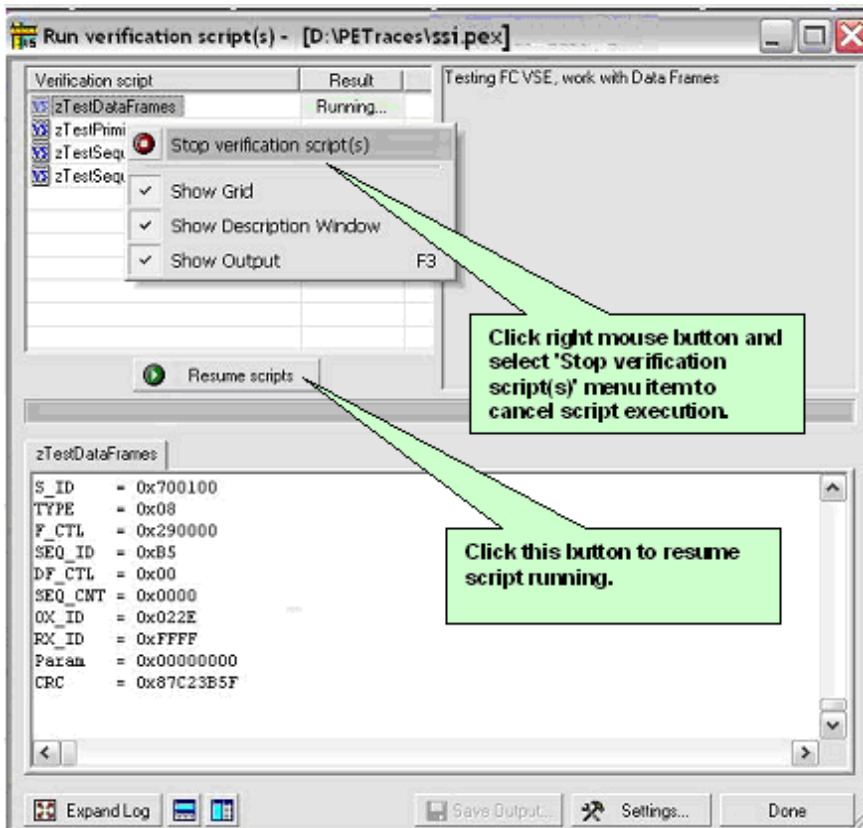 Run verification script(s) - [D:\PETraces\ssi.pex]
Verification script Result
zTestDataFrames Running...
zTestPrimi
zTestSequ
zTestSequ
Stop verification script(s)
Show Grid
Show Description Window
Show Output F3
Testing FC VSE, work with Data Frames
Click right mouse button and
select 'Stop verification
script(s)' menu item to
cancel script execution.
Resume scripts
zTestDataFrames
S_ID = 0x700100
TYPE = 0x08
F_CTL = 0x290000
SEQ_ID = 0xB5
DF_CTL = 0x00
SEQ_CNT = 0x0000
OX_ID = 0x022E
RX_ID = 0xFFFF
Param = 0x00000000
CRC = 0x87C23B5F
Click this button to resume
script running.
Expand Log Save Output... Settings... Done